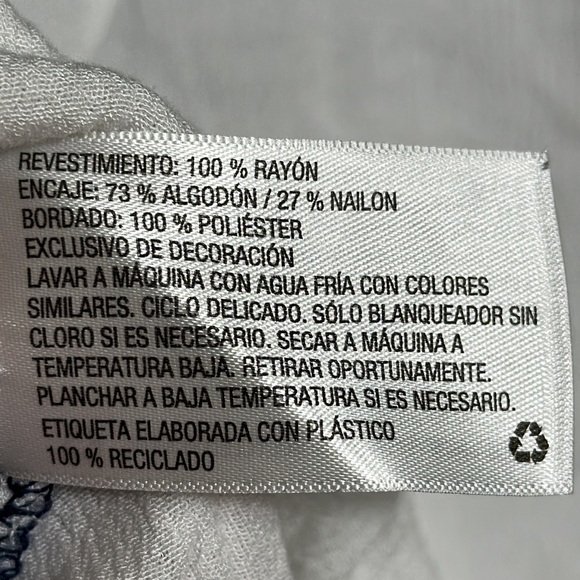 REVESTIMIENTO: 100 % RAYÓN
ENCAJE: 73 % ALGODÓN / 27 % NAILON
BORDADO: 100 % POLIÉSTER
EXCLUSIVO DE DECORACIÓN
LAVAR A MÁQUINA CON AGUA FRÍA CON COLORES
SIMILARES. CICLO DELICADO. SÓLO BLANQUEADOR SIN
CLORO SI ES NECESARIO. SECAR A MÁQUINA A
TEMPERATURA BAJA. RETIRAR OPORTUNAMENTE.
PLANCHAR A BAJA TEMPERATURA SI ES NECESARIO.
ETIQUETA ELABORADA CON PLÁSTICO
100 % RECICLADO